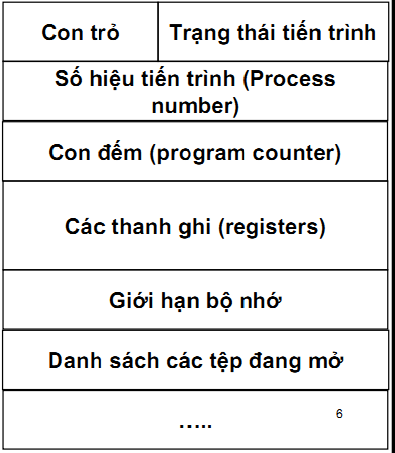 Con trỏ
Trạng thái tiến trình
Số hiệu tiến trình (Process
number)
Con đếm (program counter)
Các thanh ghi (registers)
Giới hạn bộ nhớ
Danh sách các tệp đang mở
…..
6